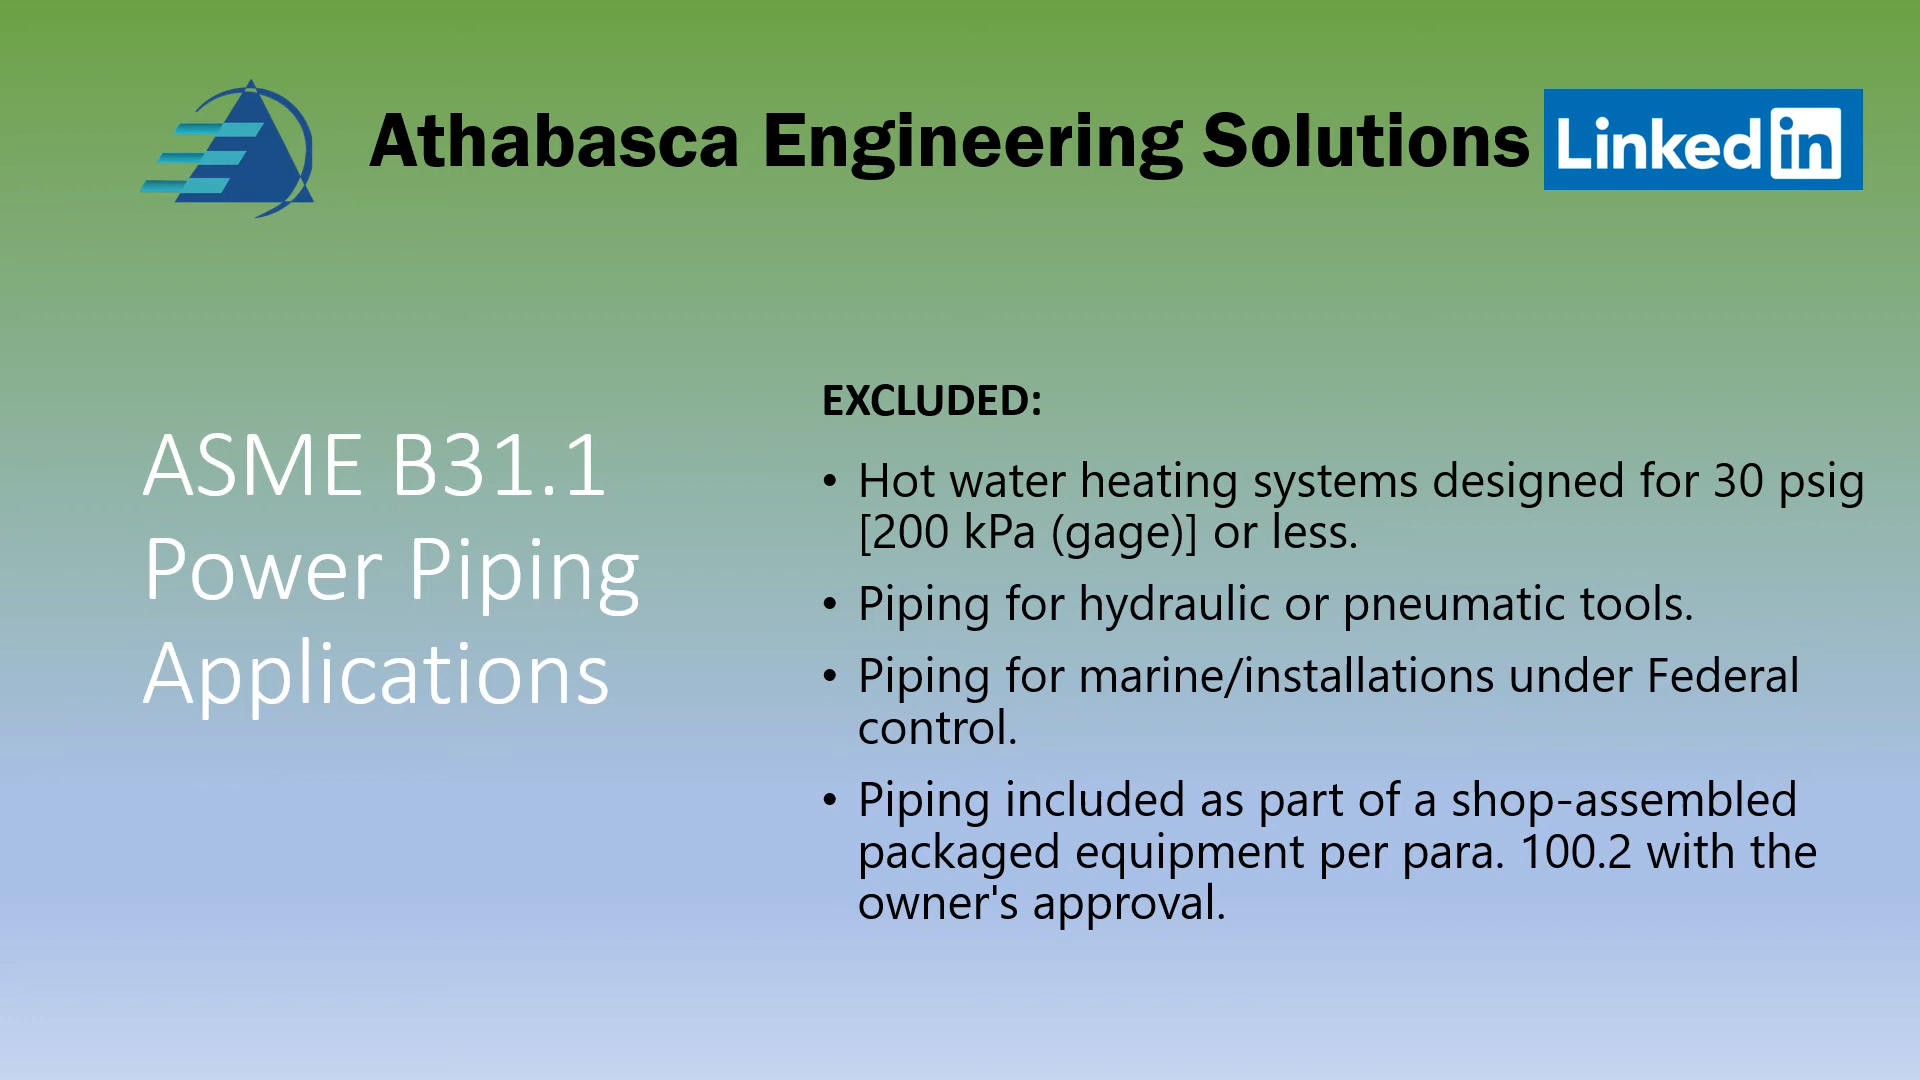 Athabasca Engineering Solutions Linked in
ASME B31.1
Power Piping
Applications
EXCLUDED:
• Hot water heating systems designed for 30 psig
[200 kPa (gage)] or less.
• Piping for hydraulic or pneumatic tools.
• Piping for marine/installations under Federal
control.
• Piping included as part of a shop-assembled
packaged equipment per para. 100.2 with the
owner's approval.